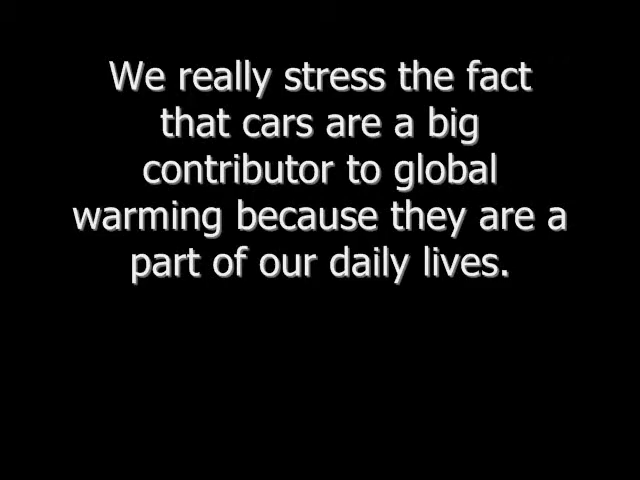 We really stress the fact
that cars are a big
contributor to global
warming because they are a
part of our daily lives.